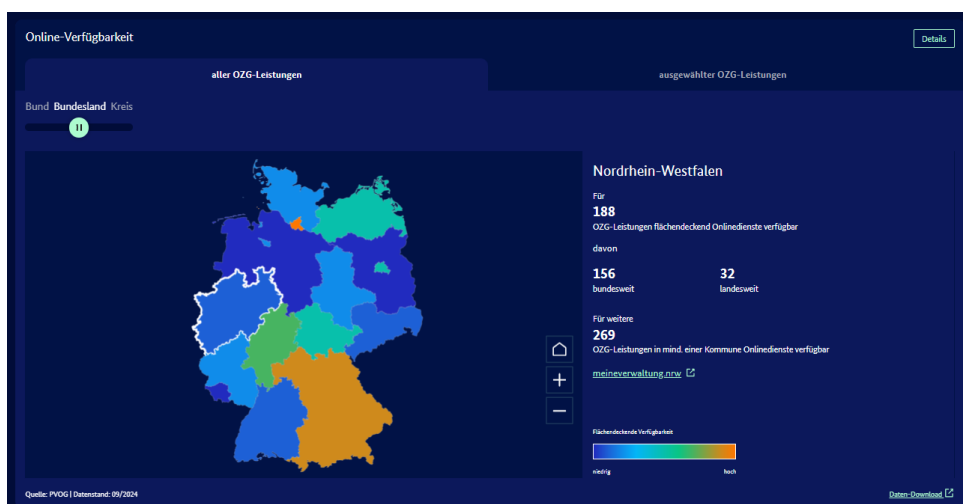 Online-Verfügbarkeit
Details
aller OZG-Leistungen
ausgewählter OZG-Leistungen
Bund Bundesland Kreis
Nordrhein-Westfalen
Für
188
OZG-Leistungen flächendeckend Onlinedienste verfügbar
davon
156 32
bundesweit landesweit
Für weitere
269
OZG-Leistungen in mind. einer Kommune Onlinedienste verfügbar
meineverwaltung.nrw
Flächendeckende Verfügbarkeit
niedrig hoch
Quelle: PVOG | Datenstand: 09/2024
Daten-Download